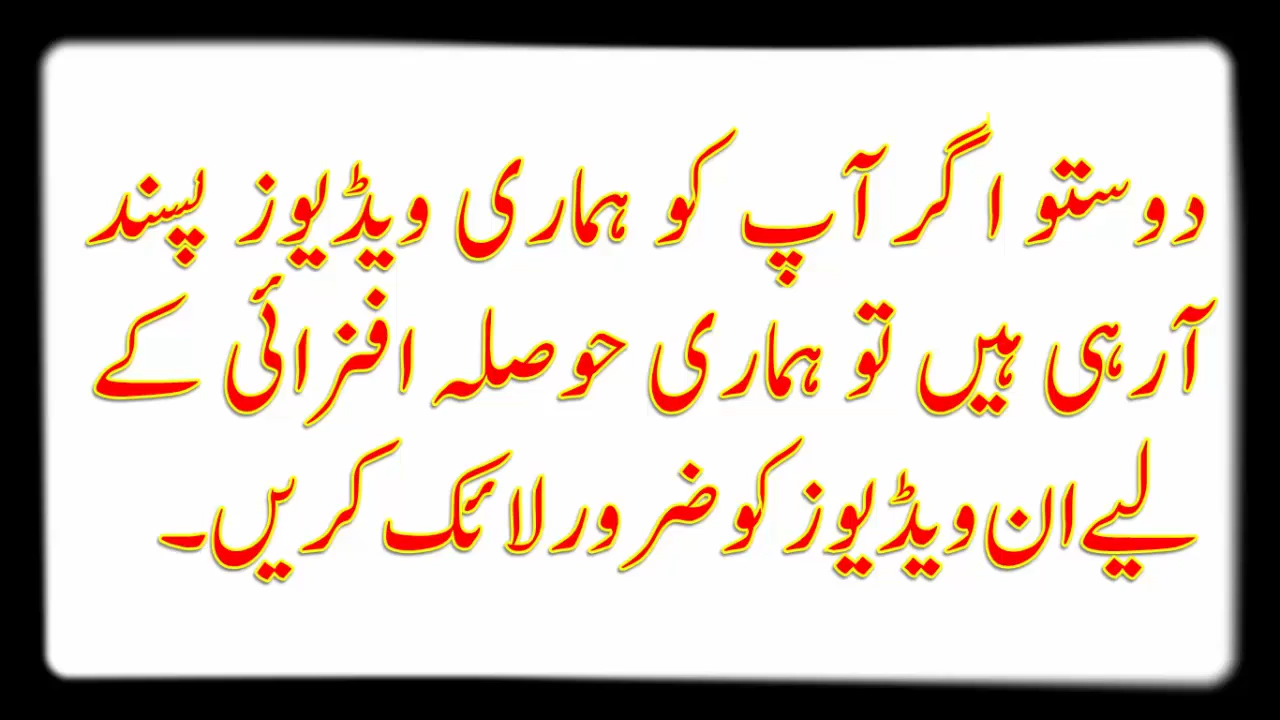 دوستو اگر آپ کو ہماری ویڈیوز پسند
آرہی ہیں تو ہماری حوصلہ افزائی کے
لیے ان ویڈیوز کو ضرور لائک کریں۔